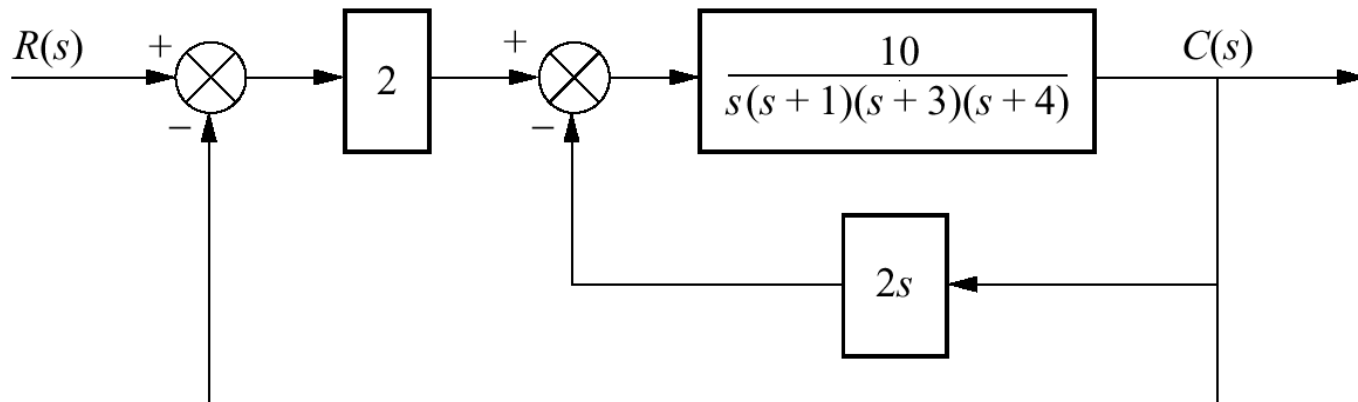 R(s)
+
−
2
+
−
10
s(s + 1)(s + 3)(s + 4)
C(s)
2s